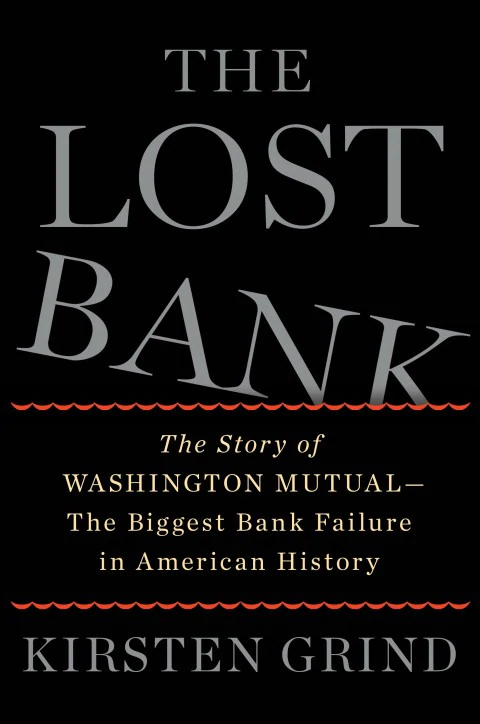 THE
LOST
BANK
The Story of
WASHINGTON MUTUAL—
The Biggest Bank Failure
in American History
KIRSTEN GRIND